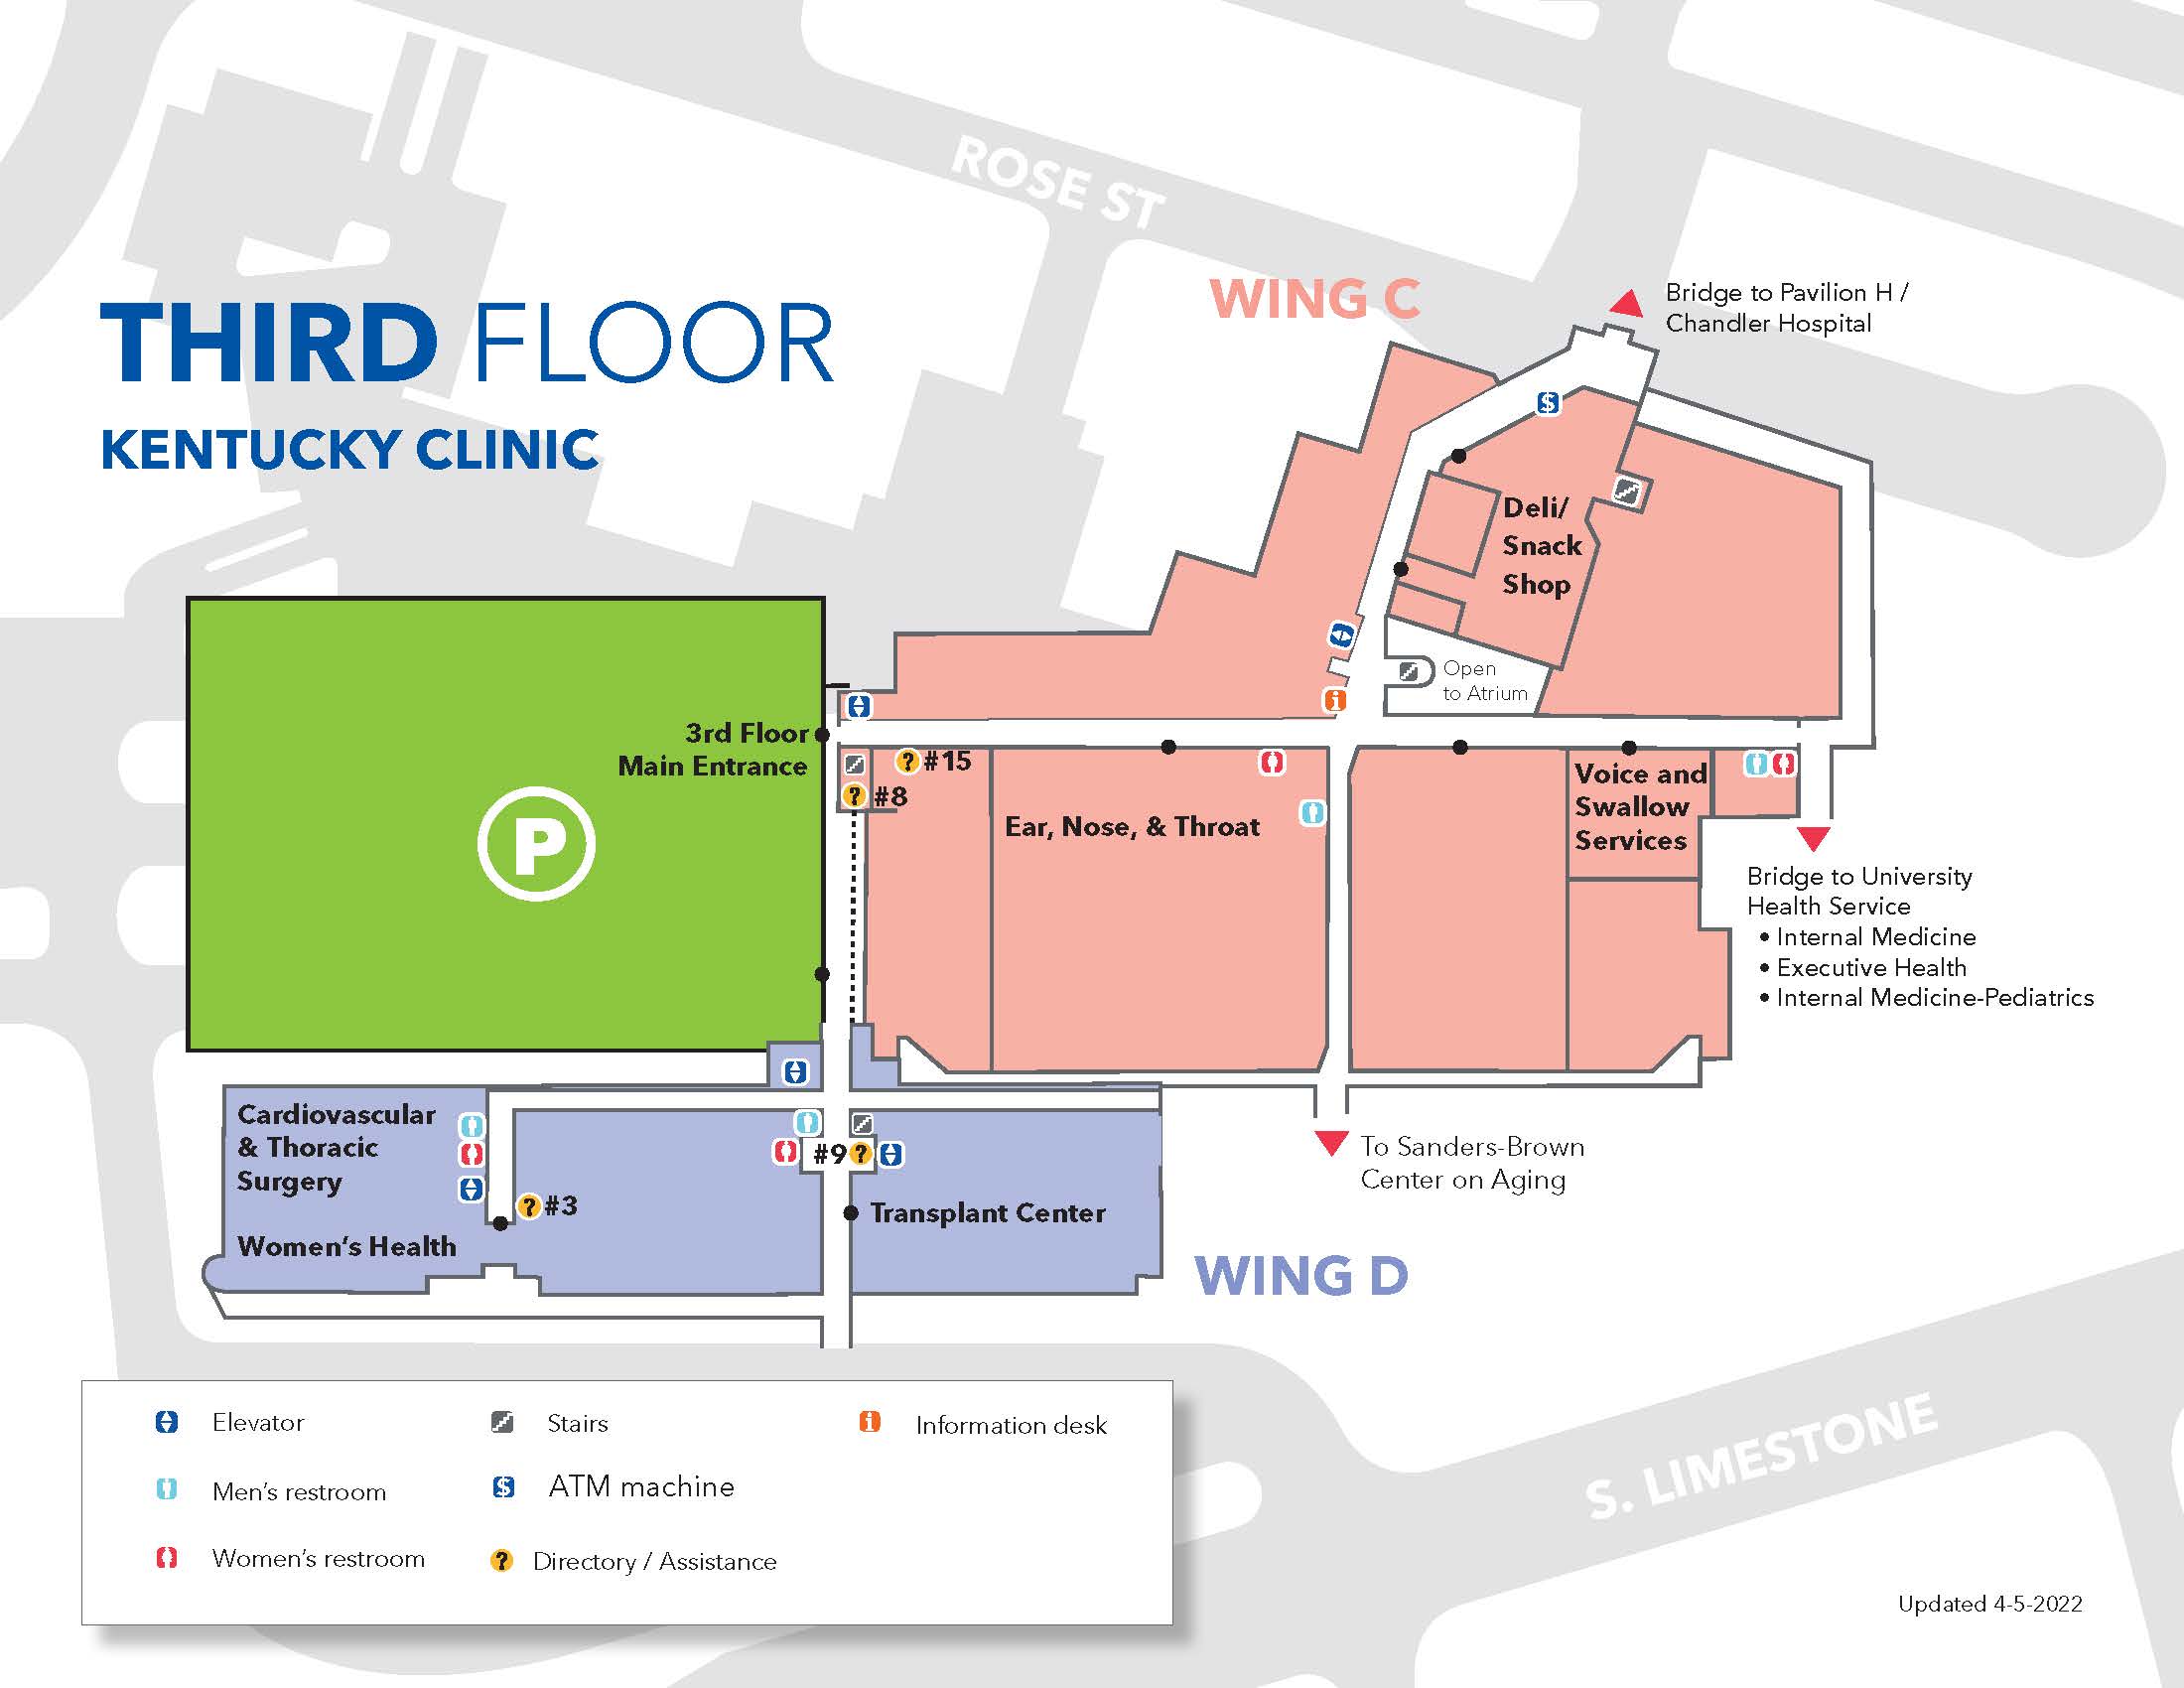 ROSE ST
WING C
Bridge to Pavilion H /
Chandler Hospital
THIRD FLOOR
KENTUCKY CLINIC
$
Deli/
Snack
Shop
Open
to Atrium
i
3rd Floor
Main Entrance
? #15
? #8
P
Ear, Nose, & Throat
Voice and
Swallow
Services
Bridge to University
Health Service
• Internal Medicine
• Executive Health
• Internal Medicine-Pediatrics
Cardiovascular
& Thoracic
Surgery
Women's Health
? #3
#9 ?
Transplant Center
To Sanders-Brown
Center on Aging
WING D
Elevator
Stairs
i Information desk
Men's restroom
$ ATM machine
Women's restroom
? Directory / Assistance
S. LIMESTONE
Updated 4-5-2022